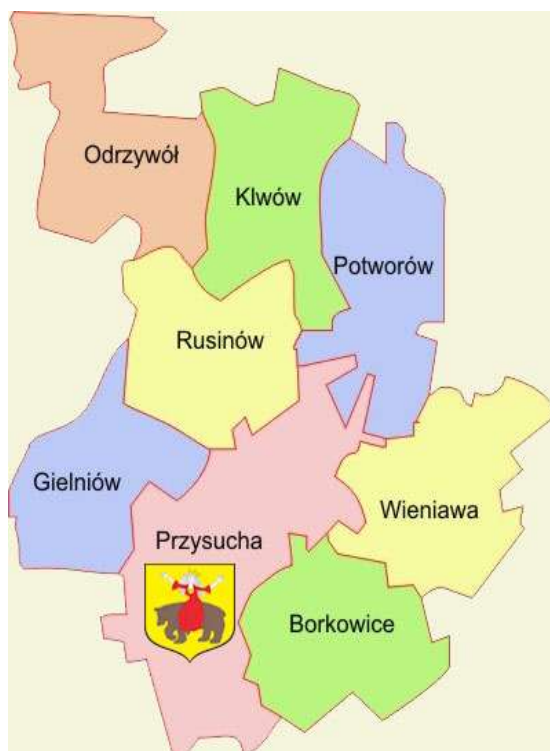 Odrzywół
Klwów
Potworów
Rusinów
Gielniów
Wieniawa
Przysucha
Borkowice